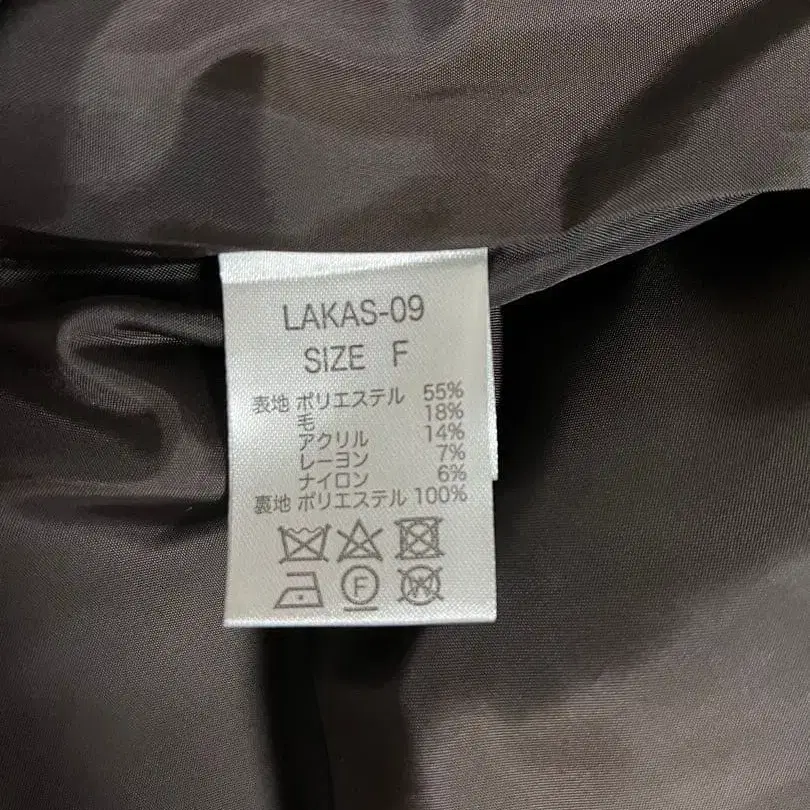 LAKAS-09
SIZE F
表地 ポリエステル 55%
毛 18%
アクリル 14%
レーヨン 7%
ナイロン 6%
裏地 ポリエステル 100%
F
W